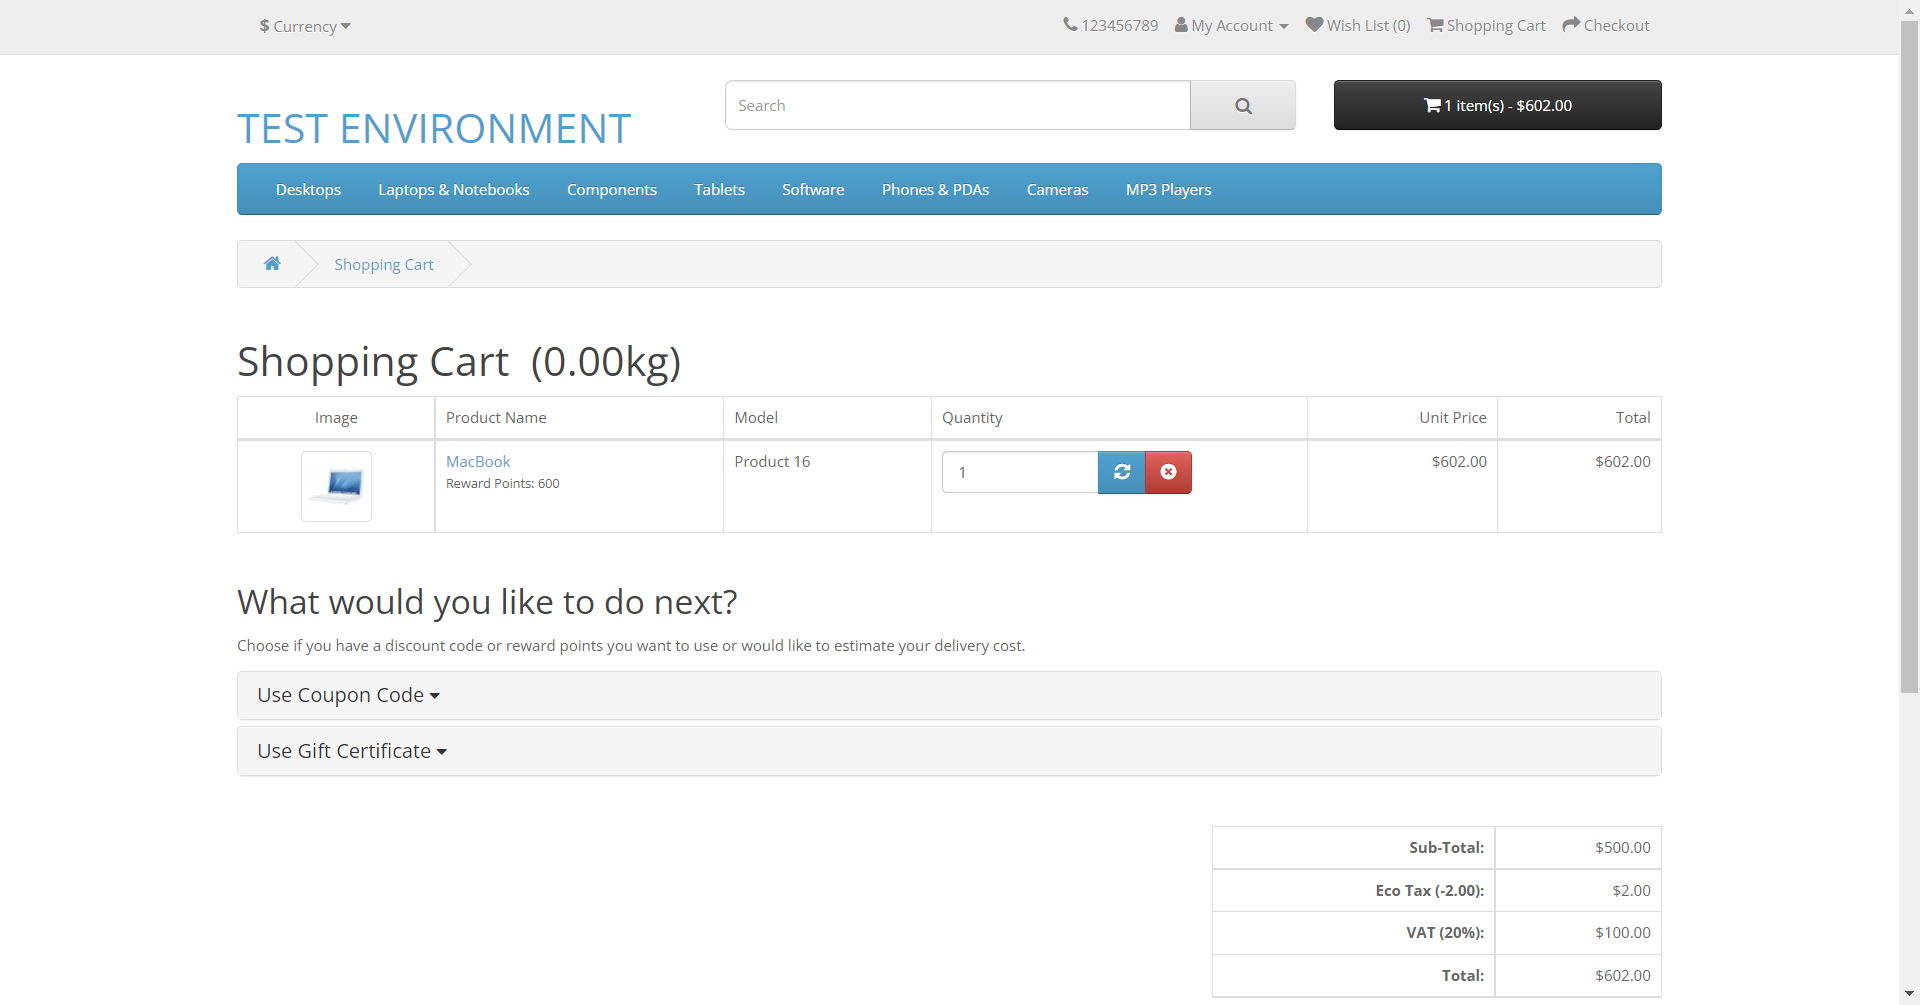 $ Currency
123456789 My Account Wish List (0) Shopping Cart Checkout
Search
1 item(s) - $602.00
TEST ENVIRONMENT
Desktops Laptops & Notebooks Components Tablets Software Phones & PDAs Cameras MP3 Players
Shopping Cart
Shopping Cart (0.00kg)
Image Product Name Model Quantity Unit Price Total
MacBook Product 16 1 $602.00 $602.00
Reward Points: 600
What would you like to do next?
Choose if you have a discount code or reward points you want to use or would like to estimate your delivery cost.
Use Coupon Code
Use Gift Certificate
Sub-Total: $500.00
Eco Tax (-2.00): $2.00
VAT (20%): $100.00
Total: $602.00